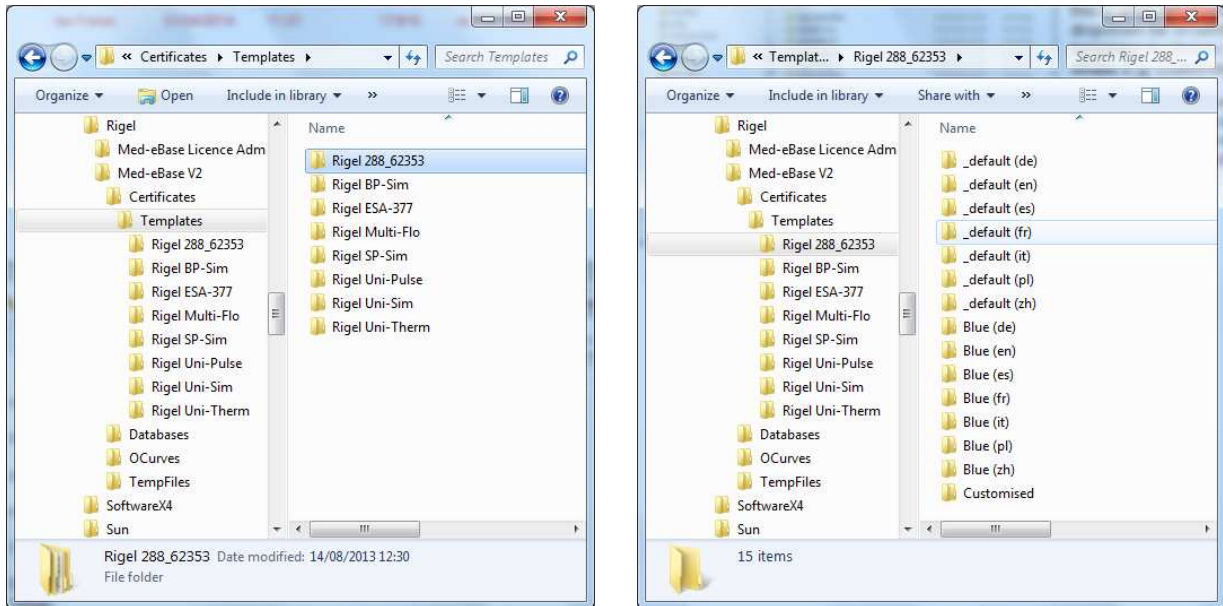 « Certificates ▸ Templates ▸
Search Templates
Organize ▾ Open Include in library ▾ »
Rigel
Med-eBase Licence Adm
Med-eBase V2
Certificates
Templates
Rigel 288_62353
Rigel BP-Sim
Rigel ESA-377
Rigel Multi-Flo
Rigel SP-Sim
Rigel Uni-Pulse
Rigel Uni-Sim
Rigel Uni-Therm
Databases
OCurves
TempFiles
SoftwareX4
Sun
Name
Rigel 288_62353
Rigel BP-Sim
Rigel ESA-377
Rigel Multi-Flo
Rigel SP-Sim
Rigel Uni-Pulse
Rigel Uni-Sim
Rigel Uni-Therm
Rigel 288_62353 Date modified: 14/08/2013 12:30
File folder
« Templat... ▸ Rigel 288_62353 ▸
Search Rigel 288_...
Organize ▾ Include in library ▾ Share with ▾ »
Rigel
Med-eBase Licence Adm
Med-eBase V2
Certificates
Templates
Rigel 288_62353
Rigel BP-Sim
Rigel ESA-377
Rigel Multi-Flo
Rigel SP-Sim
Rigel Uni-Pulse
Rigel Uni-Sim
Rigel Uni-Therm
Databases
OCurves
TempFiles
SoftwareX4
Sun
Name
_default (de)
_default (en)
_default (es)
_default (fr)
_default (it)
_default (pl)
_default (zh)
Blue (de)
Blue (en)
Blue (es)
Blue (fr)
Blue (it)
Blue (pl)
Blue (zh)
Customised
15 items